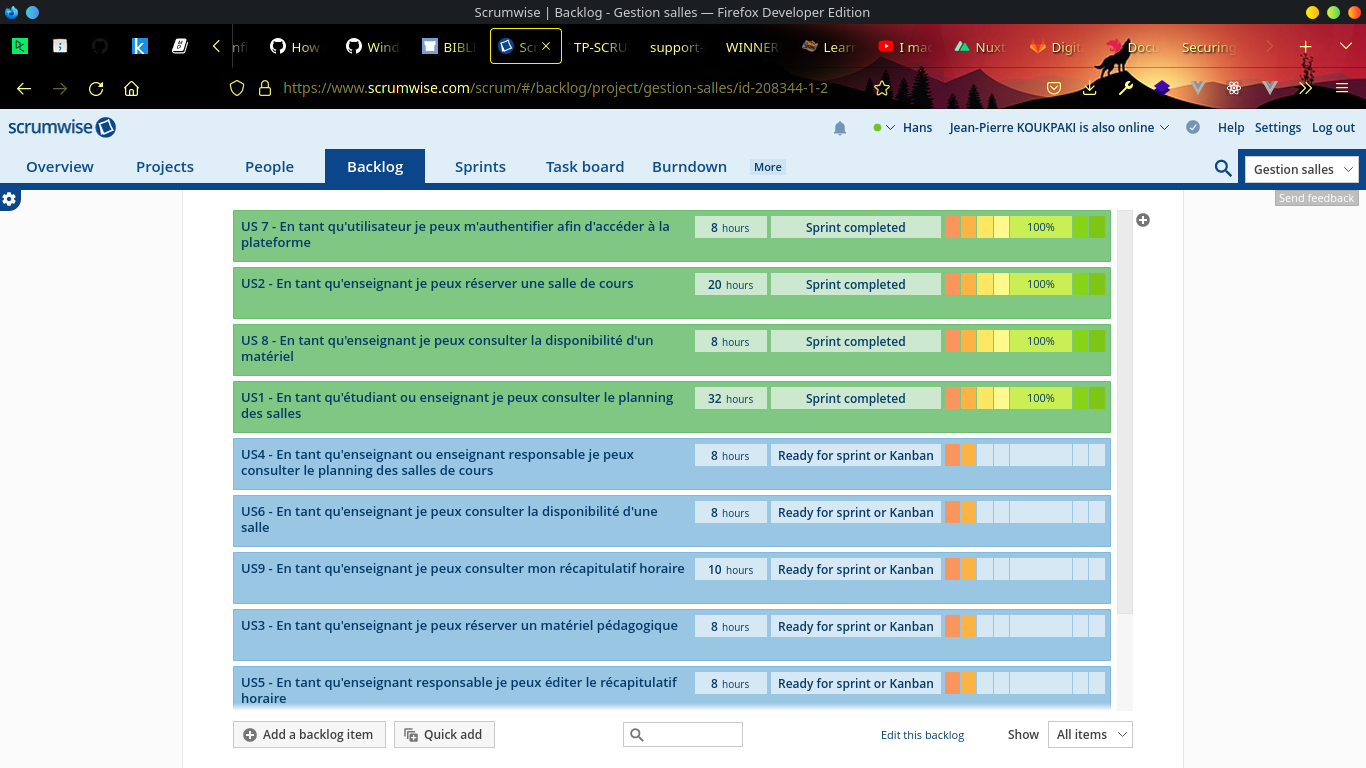 Scrumwise | Backlog - Gestion salles — Firefox Developer Edition
How
Wind
BIBL
Sc
TP-SCRU
support-
WINNER
Lear
I mac
Nuxt
Digit
Docu
Securing
https://www.scrumwise.com/scrum/#/backlog/project/gestion-salles/id-208344-1-2
scrumwise
Hans
Jean-Pierre KOUKPAKI is also online
Help Settings Log out
Overview Projects People Backlog Sprints Task board Burndown More
Gestion salles
Send feedback
US 7 - En tant qu'utilisateur je peux m'authentifier afin d'accéder à la
plateforme
8 hours Sprint completed 100%
US2 - En tant qu'enseignant je peux réserver une salle de cours
20 hours Sprint completed 100%
US 8 - En tant qu'enseignant je peux consulter la disponibilité d'un
matériel
8 hours Sprint completed 100%
US1 - En tant qu'étudiant ou enseignant je peux consulter le planning
des salles
32 hours Sprint completed 100%
US4 - En tant qu'enseignant ou enseignant responsable je peux
consulter le planning des salles de cours
8 hours Ready for sprint or Kanban
US6 - En tant qu'enseignant je peux consulter la disponibilité d'une
salle
8 hours Ready for sprint or Kanban
US9 - En tant qu'enseignant je peux consulter mon récapitulatif horaire
10 hours Ready for sprint or Kanban
US3 - En tant qu'enseignant je peux réserver un matériel pédagogique
8 hours Ready for sprint or Kanban
US5 - En tant qu'enseignant responsable je peux éditer le récapitulatif
horaire
8 hours Ready for sprint or Kanban
Add a backlog item
Quick add
Edit this backlog
Show
All items